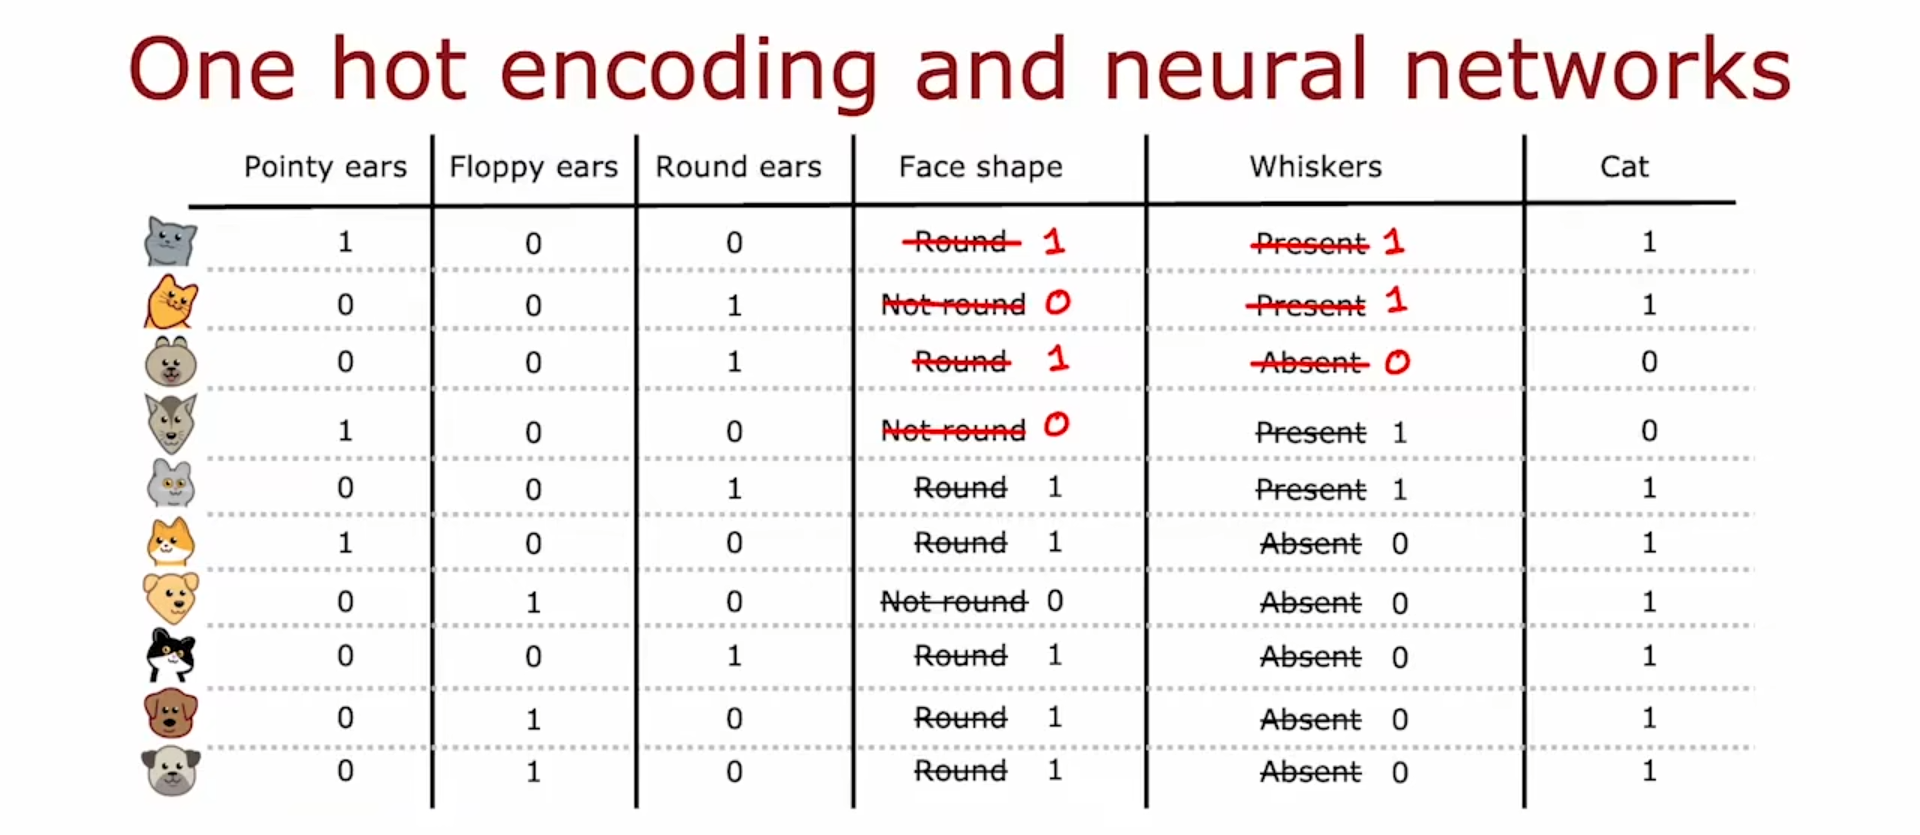 One hot encoding and neural networks
Pointy ears Floppy ears Round ears Face shape Whiskers Cat
1 0 0 Round 1 Present 1 1
0 0 1 Not round 0 Present 1 1
0 0 1 Round 1 Absent 0 0
1 0 0 Not round 0 Present 1 0
0 0 1 Round 1 Present 1 1
1 0 0 Round 1 Absent 0 1
0 1 0 Not round 0 Absent 0 1
0 0 1 Round 1 Absent 0 1
0 1 0 Round 1 Absent 0 1
0 1 0 Round 1 Absent 0 1